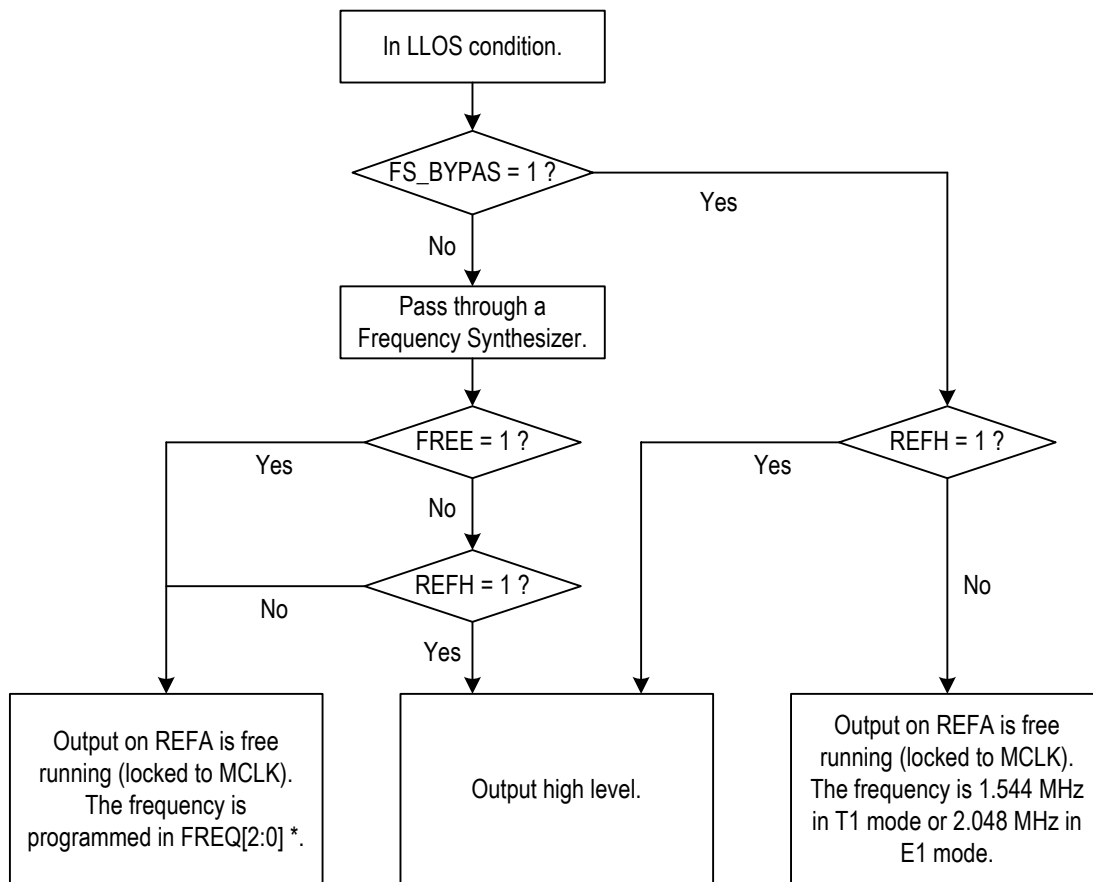 In LLOS condition.
FS_BYPAS = 1 ?
Yes
No
Pass through a
Frequency Synthesizer.
FREE = 1 ?
REFH = 1 ?
Yes
Yes
No
REFH = 1 ?
No
No
Yes
Output on REFA is free
running (locked to MCLK).
The frequency is
programmed in FREQ[2:0] *.
Output high level.
Output on REFA is free
running (locked to MCLK).
The frequency is 1.544 MHz
in T1 mode or 2.048 MHz in
E1 mode.